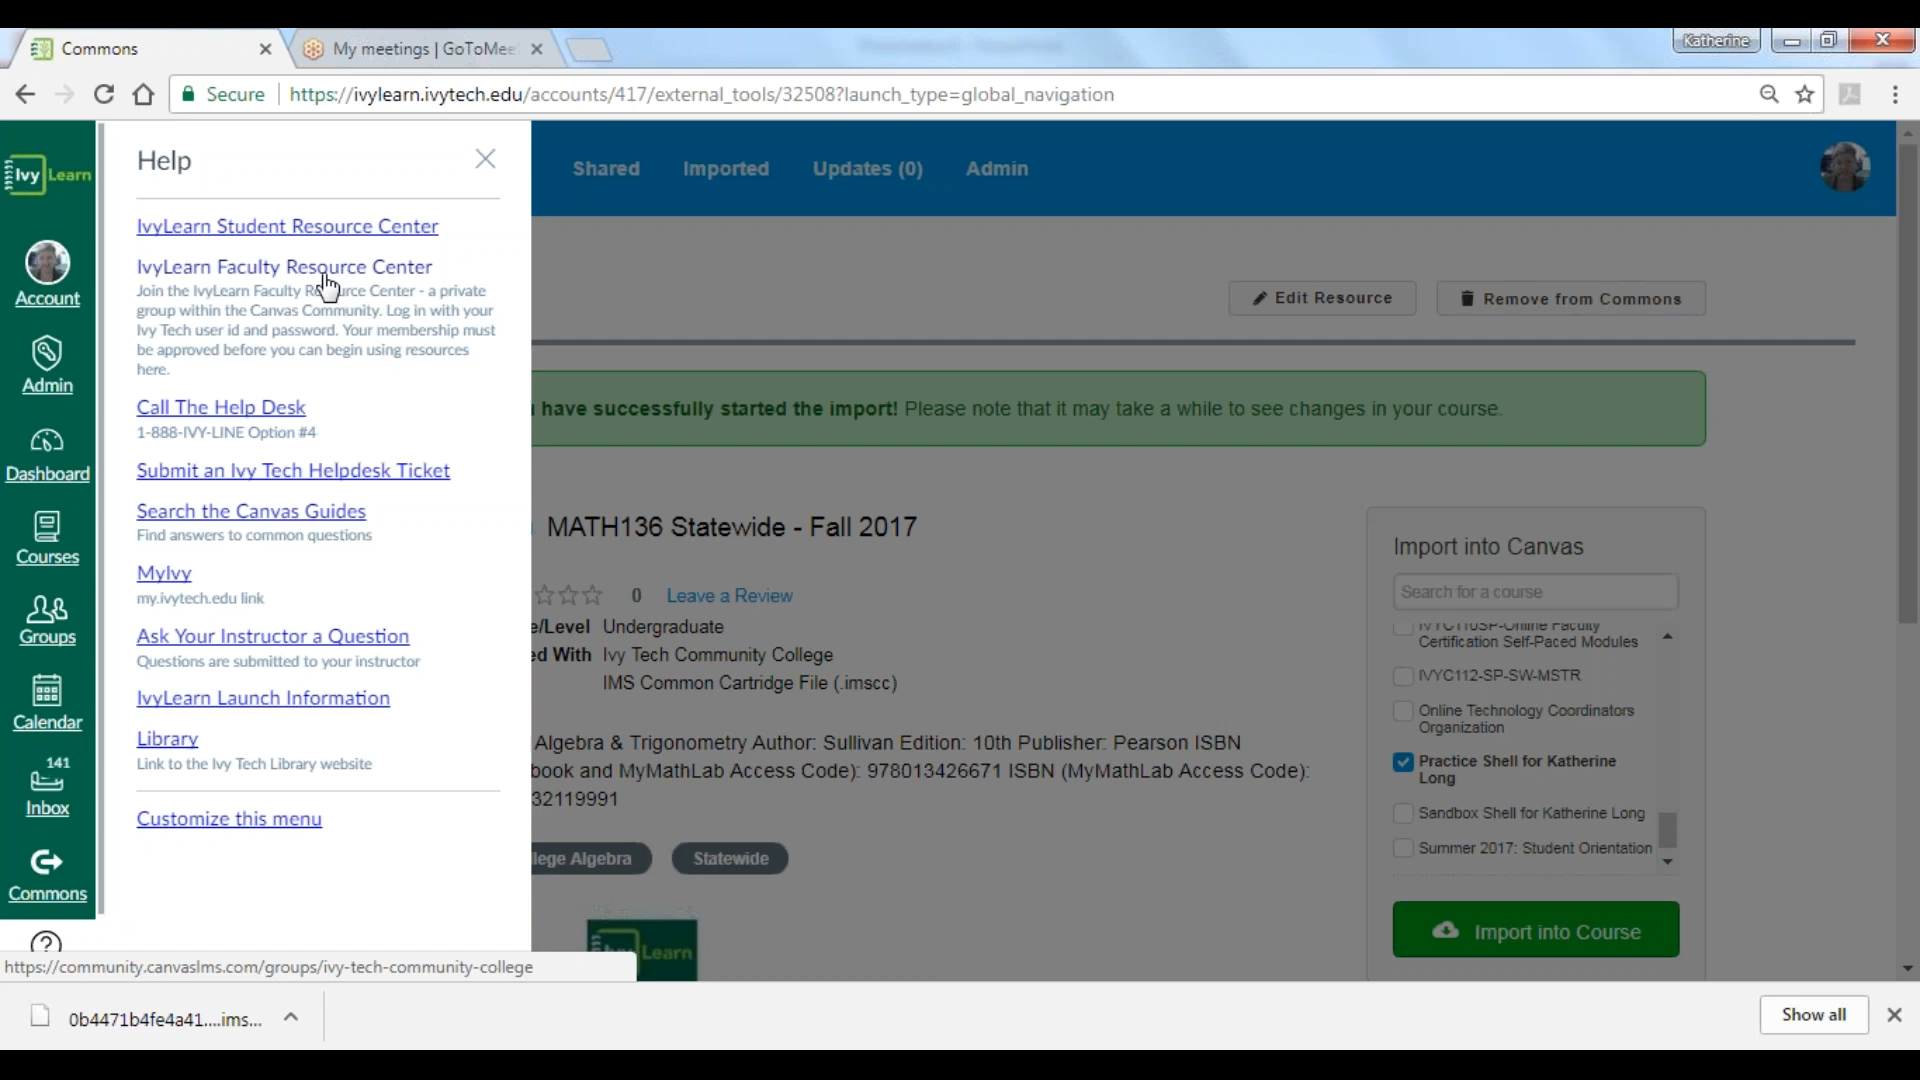 Commons
My meetings | GoToMee
Katherine
Secure
https://ivylearn.ivytech.edu/accounts/417/external_tools/32508?launch_type=global_navigation
Ivy Learn
Account
Admin
Dashboard
Courses
Groups
Calendar
141
Inbox
Commons
Help
IvyLearn Student Resource Center
IvyLearn Faculty Resource Center
Join the IvyLearn Faculty Resource Center - a private
group within the Canvas Community. Log in with your
Ivy Tech user id and password. Your membership must
be approved before you can begin using resources
here.
Call The Help Desk
1-888-IVY-LINE Option #4
Submit an Ivy Tech Helpdesk Ticket
Search the Canvas Guides
Find answers to common questions
MyIvy
my.ivytech.edu link
Ask Your Instructor a Question
Questions are submitted to your instructor
IvyLearn Launch Information
Library
Link to the Ivy Tech Library website
Customize this menu
Shared
Imported
Updates (0)
Admin
Edit Resource
Remove from Commons
have successfully started the import! Please note that it may take a while to see changes in your course.
MATH136 Statewide - Fall 2017
0 Leave a Review
e/Level Undergraduate
ed With Ivy Tech Community College
IMS Common Cartridge File (.imscc)
Algebra & Trigonometry Author: Sullivan Edition: 10th Publisher: Pearson ISBN
book and MyMathLab Access Code): 978013426671 ISBN (MyMathLab Access Code):
32119991
lege Algebra
Statewide
Learn
Import into Canvas
Search for a course
IVYC110SP-Online Faculty
Certification Self-Paced Modules
IVYC112-SP-SW-MSTR
Online Technology Coordinators
Organization
Practice Shell for Katherine
Long
Sandbox Shell for Katherine Long
Summer 2017: Student Orientation
Import into Course
https://community.canvaslms.com/groups/ivy-tech-community-college
0b4471b4fe4a41....ims...
Show all